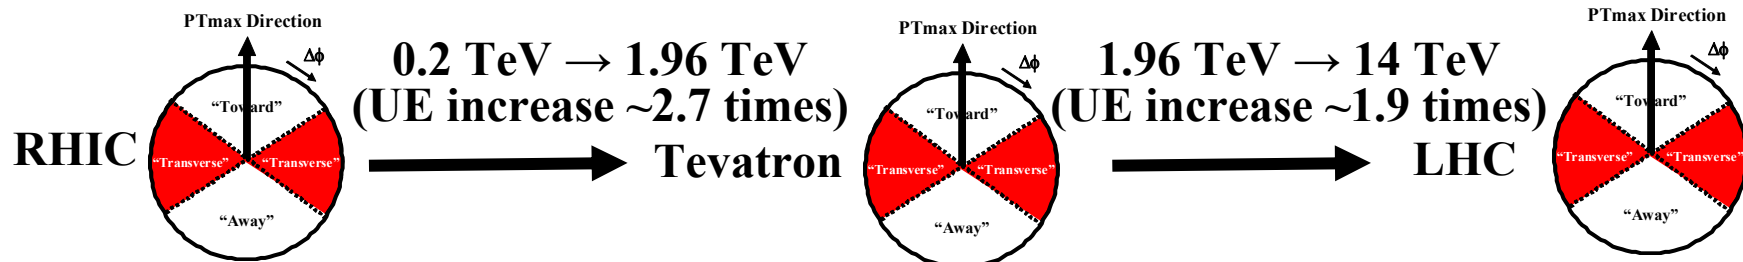 RHIC
PTmax Direction
Δϕ
“Toward”
“Transverse” “Transverse”
“Away”
0.2 TeV → 1.96 TeV
(UE increase ~2.7 times)
Tevatron
PTmax Direction
Δϕ
“Toward”
“Transverse” “Transverse”
“Away”
1.96 TeV → 14 TeV
(UE increase ~1.9 times)
LHC
PTmax Direction
Δϕ
“Toward”
“Transverse” “Transverse”
“Away”